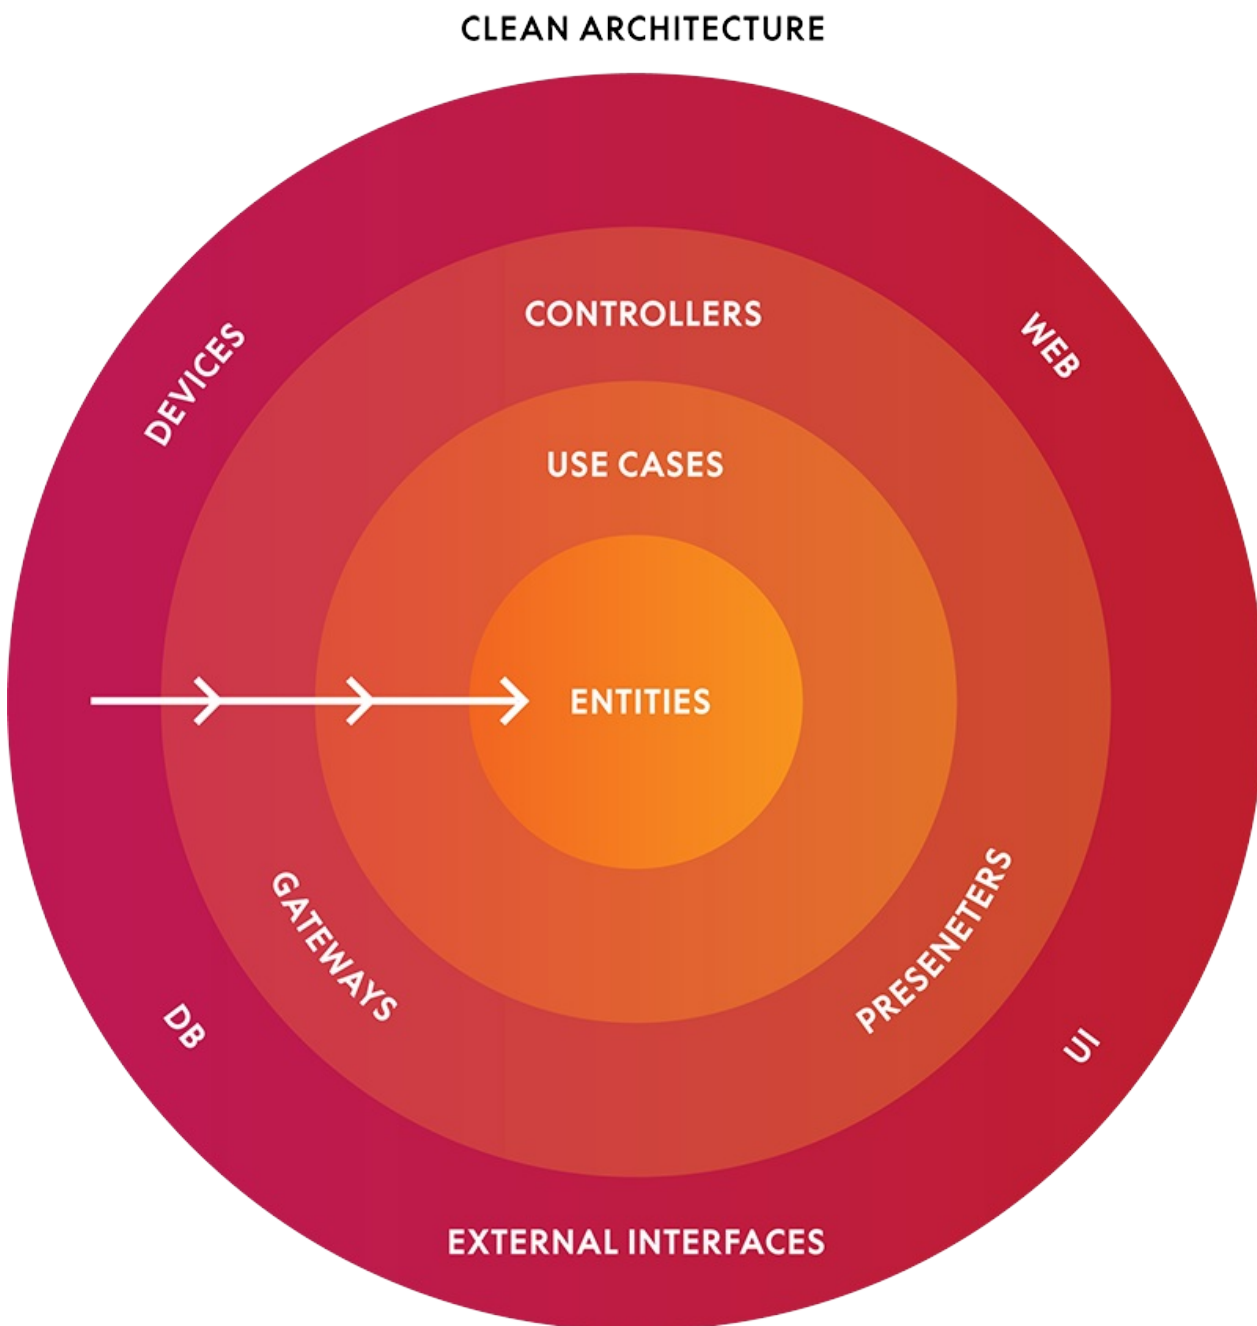 CLEAN ARCHITECTURE
CONTROLLERS
DEVICES
WEB
USE CASES
ENTITIES
GATEWAYS
PRESENETERS
DB
UI
EXTERNAL INTERFACES